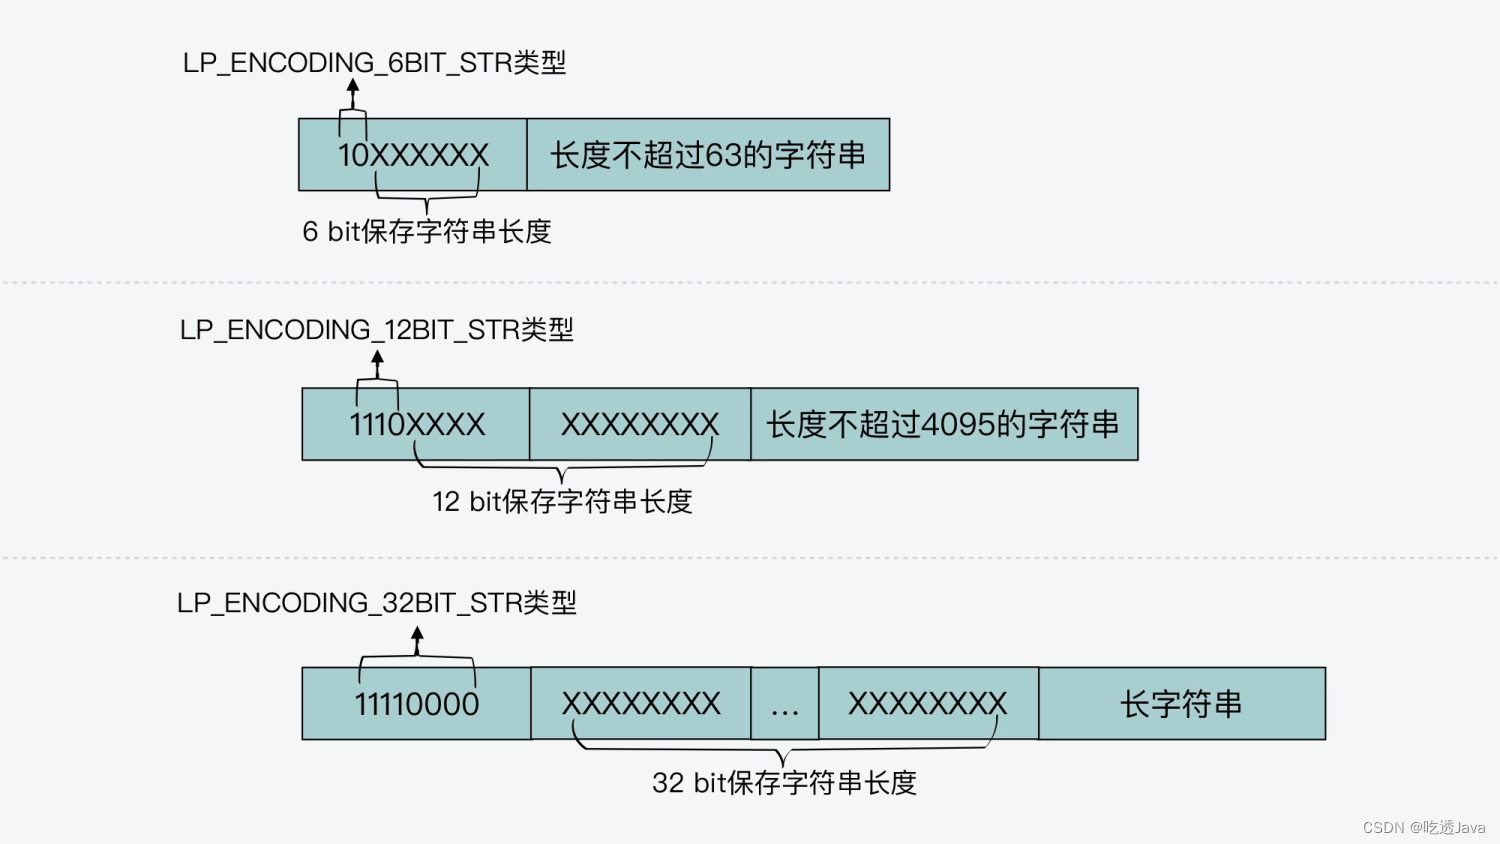 LP_ENCODING_6BIT_STR类型
10XXXXXX 长度不超过63的字符串
6 bit保存字符串长度
LP_ENCODING_12BIT_STR类型
1110XXXX XXXXXXXX 长度不超过4095的字符串
12 bit保存字符串长度
LP_ENCODING_32BIT_STR类型
11110000 XXXXXXXX ... XXXXXXXX 长字符串
32 bit保存字符串长度
CSDN @吃透Java